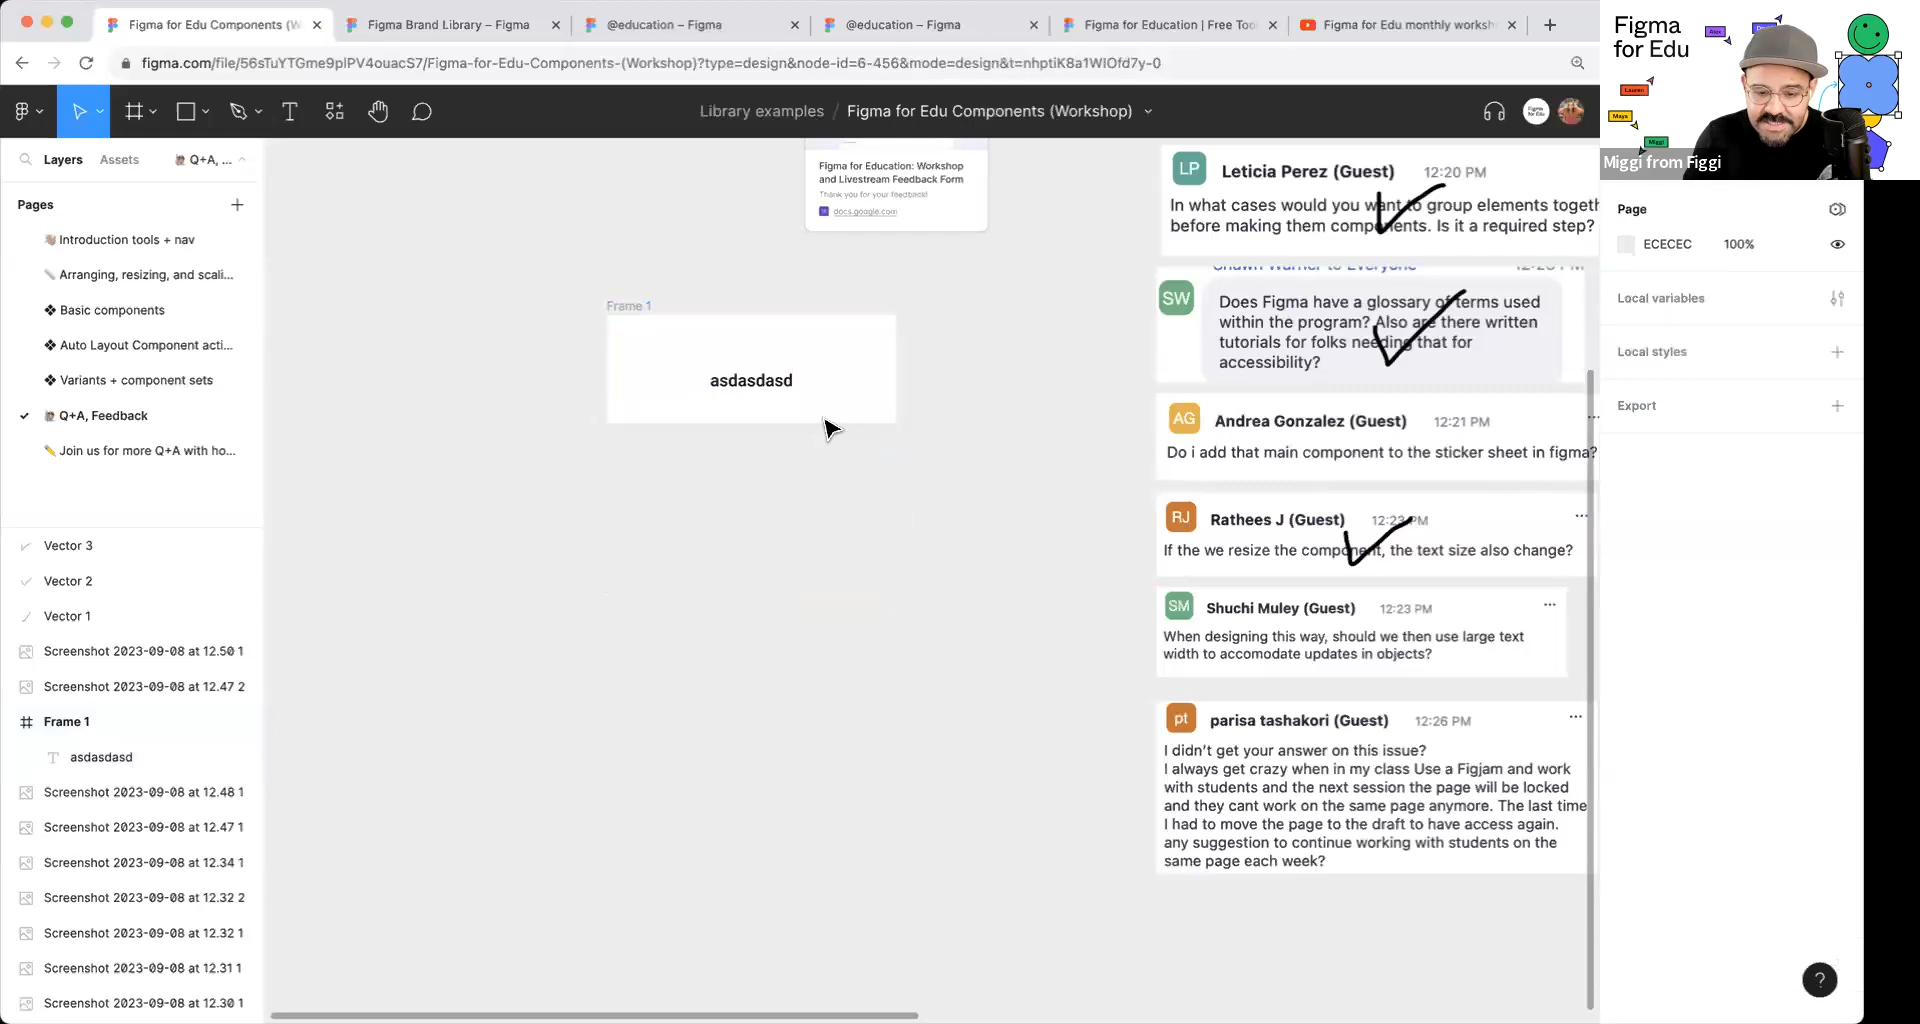 Figma for Edu Components (W
Figma Brand Library – Figma
@education – Figma
@education – Figma
Figma for Education | Free Too
Figma for Edu monthly worksh
figma.com/file/56sTuYTGme9plPV4ouacS7/Figma-for-Edu-Components-(Workshop)?type=design&node-id=6-456&mode=design&t=nhptiK8a1WIOfd7y-0
Library examples / Figma for Edu Components (Workshop)
Figma
for Edu
Alex
Lauren
Maya
Miggi
Miggi from Figgi
Layers
Assets
Q+A, ...
Pages
Introduction tools + nav
Arranging, resizing, and scali...
Basic components
Auto Layout Component acti...
Variants + component sets
Q+A, Feedback
Join us for more Q+A with ho...
Vector 3
Vector 2
Vector 1
Screenshot 2023-09-08 at 12.50 1
Screenshot 2023-09-08 at 12.47 2
Frame 1
asdasdasd
Screenshot 2023-09-08 at 12.48 1
Screenshot 2023-09-08 at 12.47 1
Screenshot 2023-09-08 at 12.34 1
Screenshot 2023-09-08 at 12.32 2
Screenshot 2023-09-08 at 12.32 1
Screenshot 2023-09-08 at 12.31 1
Screenshot 2023-09-08 at 12.30 1
Figma for Education: Workshop
and Livestream Feedback Form
Thank you for your feedback!
docs.google.com
Frame 1
asdasdasd
LP
Leticia Perez (Guest) 12:20 PM
In what cases would you want to group elements togeth
before making them components. Is it a required step?
Shawn Warner to Everyone
SW
Does Figma have a glossary of terms used
within the program? Also are there written
tutorials for folks needing that for
accessibility?
AG
Andrea Gonzalez (Guest) 12:21 PM
Do i add that main component to the sticker sheet in figma?
RJ
Rathees J (Guest) 12:23 PM
If the we resize the component, the text size also change?
SM
Shuchi Muley (Guest) 12:23 PM
When designing this way, should we then use large text
width to accomodate updates in objects?
pt
parisa tashakori (Guest) 12:26 PM
I didn't get your answer on this issue?
I always get crazy when in my class Use a Figjam and work
with students and the next session the page will be locked
and they cant work on the same page anymore. The last time
I had to move the page to the draft to have access again.
any suggestion to continue working with students on the
same page each week?
Page
ECECEC 100%
Local variables
Local styles
Export
?